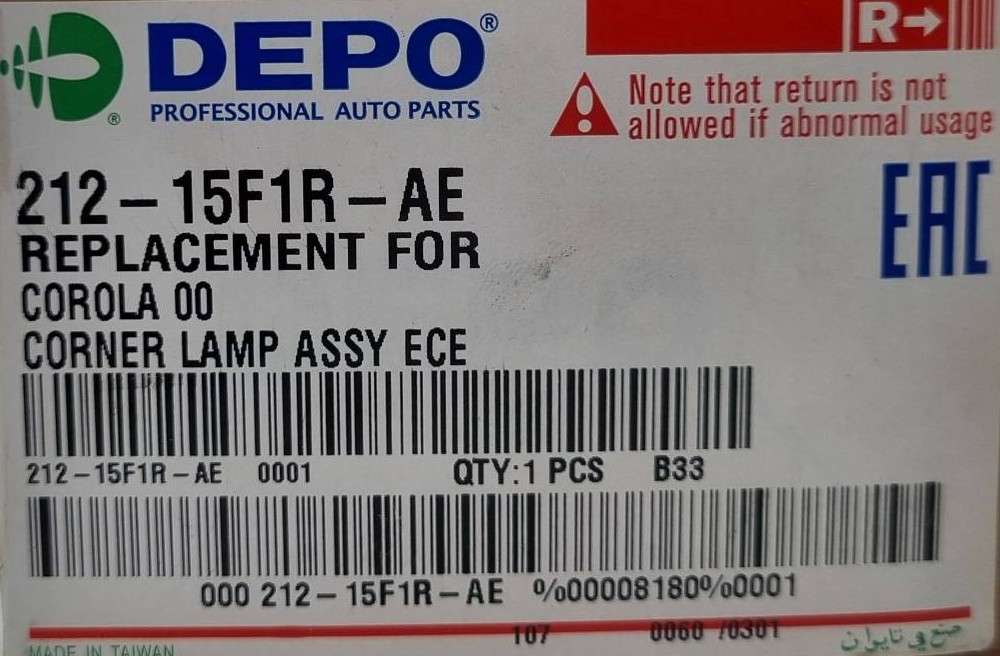 DEPO®
PROFESSIONAL AUTO PARTS
®
R→
Note that return is not
allowed if abnormal usage
EAC
212-15F1R-AE
REPLACEMENT FOR
COROLA 00
CORNER LAMP ASSY ECE
212-15F1R-AE 0001 QTY:1 PCS B33
000 212-15F1R-AE %00008180%0001
107 0060 /0301
MADE IN TAIWAN
صنع في تايوان